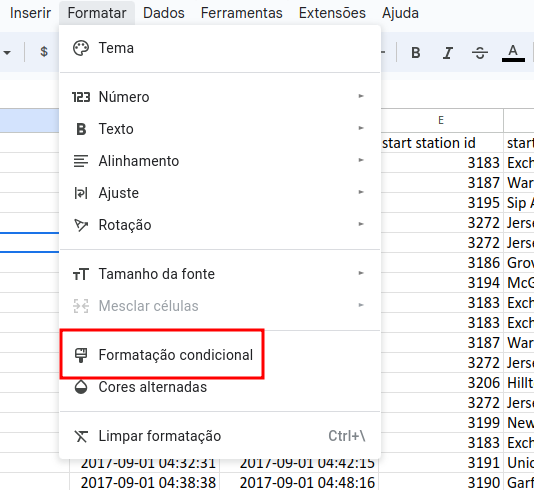 Inserir Formatar Dados Ferramentas Extensões Ajuda
$ B I S A
Tema
E
123 Número
start station id start
B Texto
3183 Exch
Alinhamento
3187 War
Ajuste
3195 Sip A
Rotação
3272 Jerse
3272 Jerse
3186 Grov
TT Tamanho da fonte
3194 McG
Mesclar células
3183 Exch
3183 Exch
3187 War
Formatação condicional
3272 Jerse
Cores alternadas
3206 Hillt
3272 Jerse
3199 New
Limpar formatação Ctrl+\
3183 Exch
2017-09-01 04:32:31 2017-09-01 04:42:15 3191 Unio
2017-09-01 04:38:38 2017-09-01 04:48:16 3190 Garf